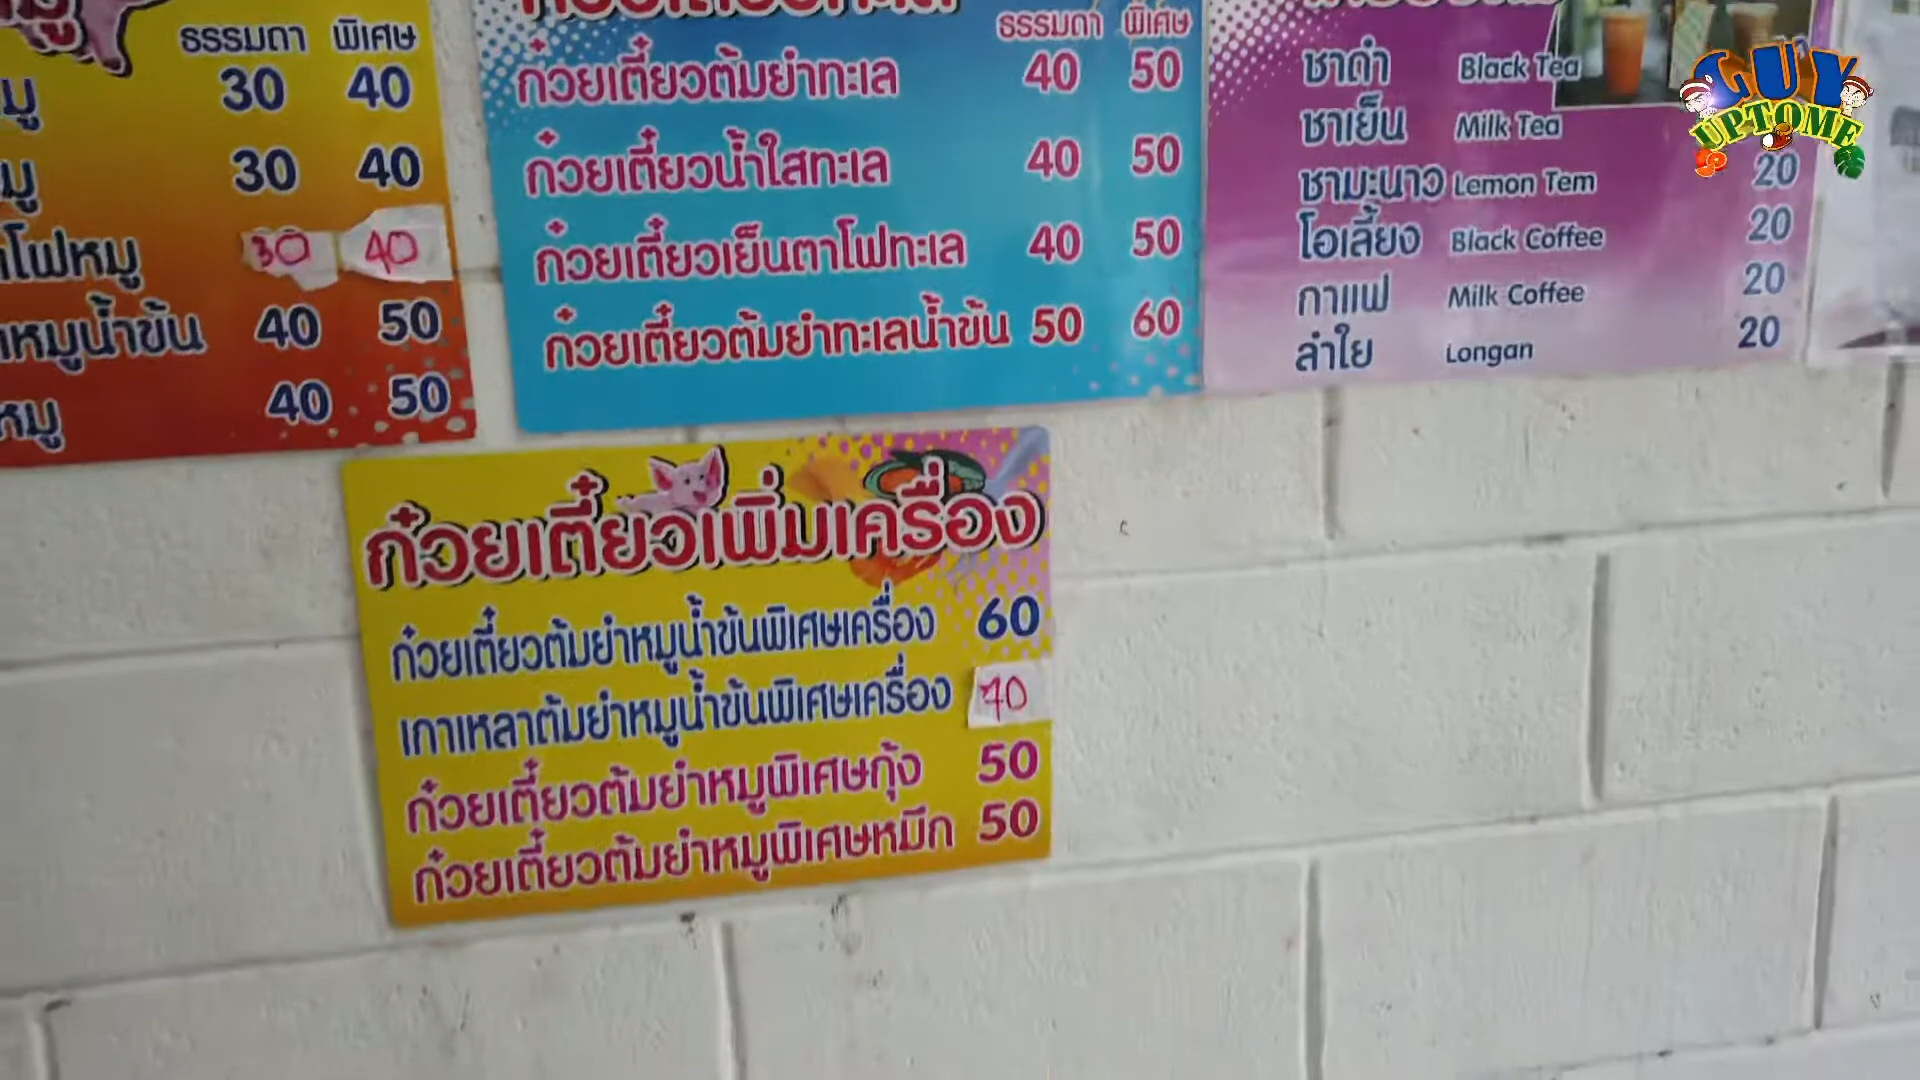 ธรรมดา พิเศษ
มู 30 40
มู 30 40
โฟหมู 30 40
หมูน้ำข้น 40 50
หมู 40 50
ธรรมดา พิเศษ
ก๋วยเตี๋ยวต้มยำทะเล 40 50
ก๋วยเตี๋ยวน้ำใสทะเล 40 50
ก๋วยเตี๋ยวเย็นตาโฟทะเล 40 50
ก๋วยเตี๋ยวต้มยำทะเลน้ำข้น 50 60
ชาดำ Black Tea
ชาเย็น Milk Tea
ชามะนาว Lemon Tem 20
โอเลี้ยง Black Coffee 20
กาแฟ Milk Coffee 20
ลำใย Longan 20
GUY
UPTOME
ก๋วยเตี๋ยวเพิ่มเครื่อง
ก๋วยเตี๋ยวต้มยำหมูน้ำข้นพิเศษเครื่อง 60
เกาเหลาต้มยำหมูน้ำข้นพิเศษเครื่อง 70
ก๋วยเตี๋ยวต้มยำหมูพิเศษกุ้ง 50
ก๋วยเตี๋ยวต้มยำหมูพิเศษหมึก 50